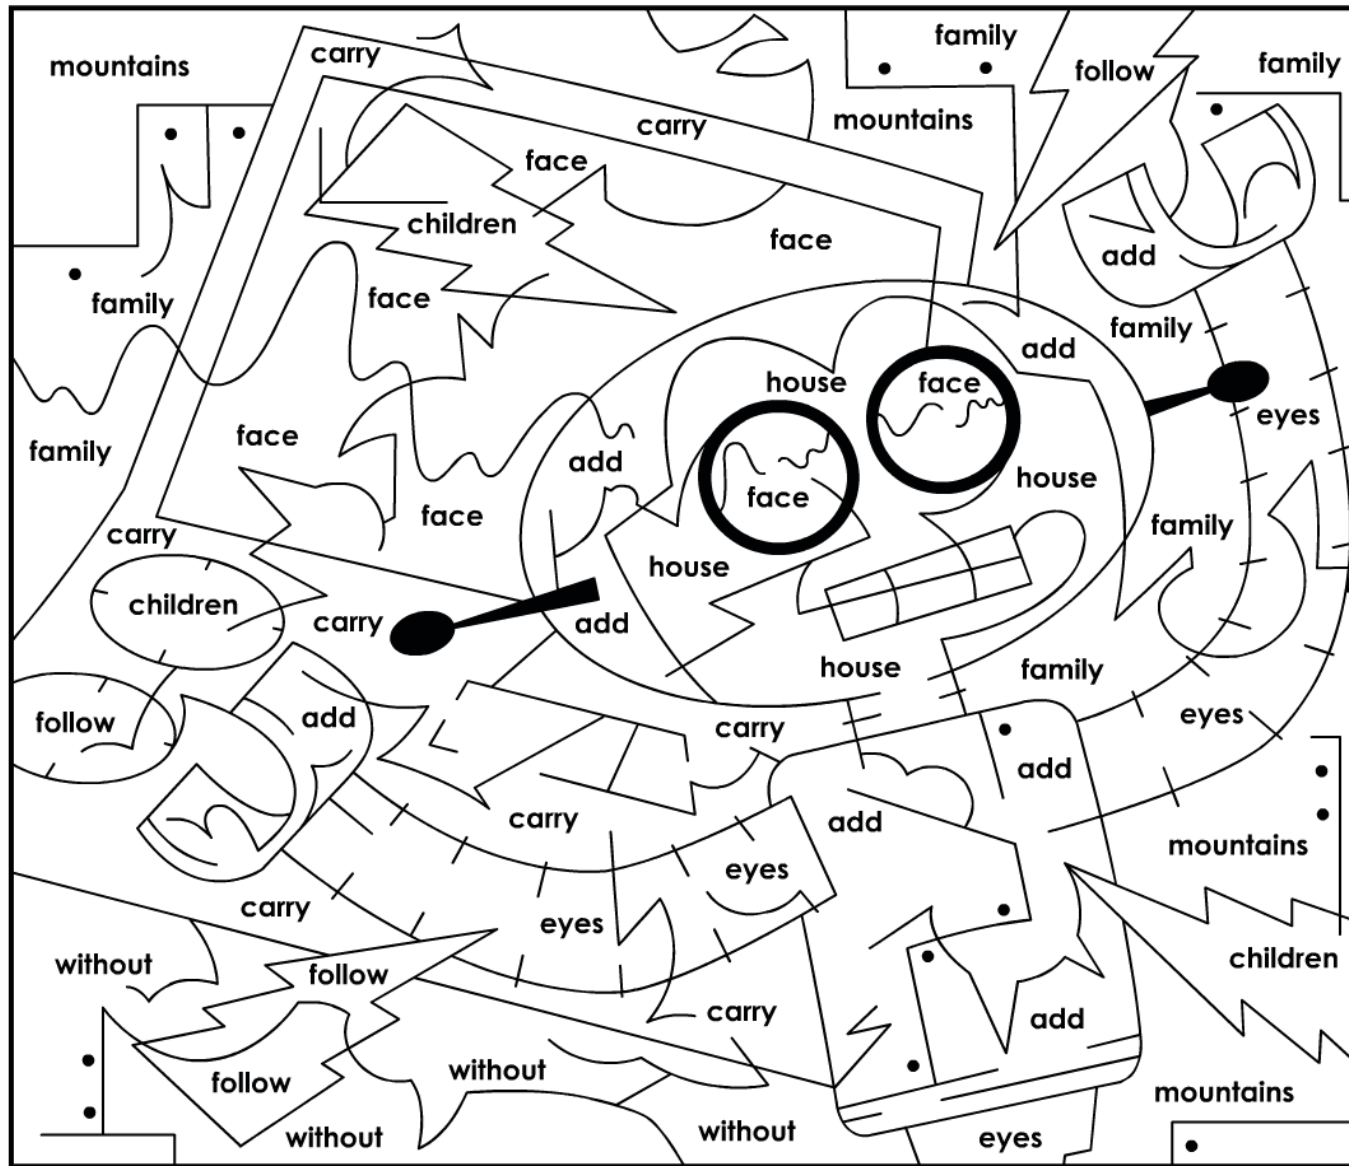 family
carry
mountains
follow
family
mountains
carry
face
children
face
add
face
family
family
add
house
face
eyes
face
family
add
house
face
face
family
carry
house
children
carry
add
house
family
follow
add
eyes
carry
add
carry
add
mountains
eyes
carry
eyes
without
children
follow
carry
add
without
follow
mountains
without
without
eyes